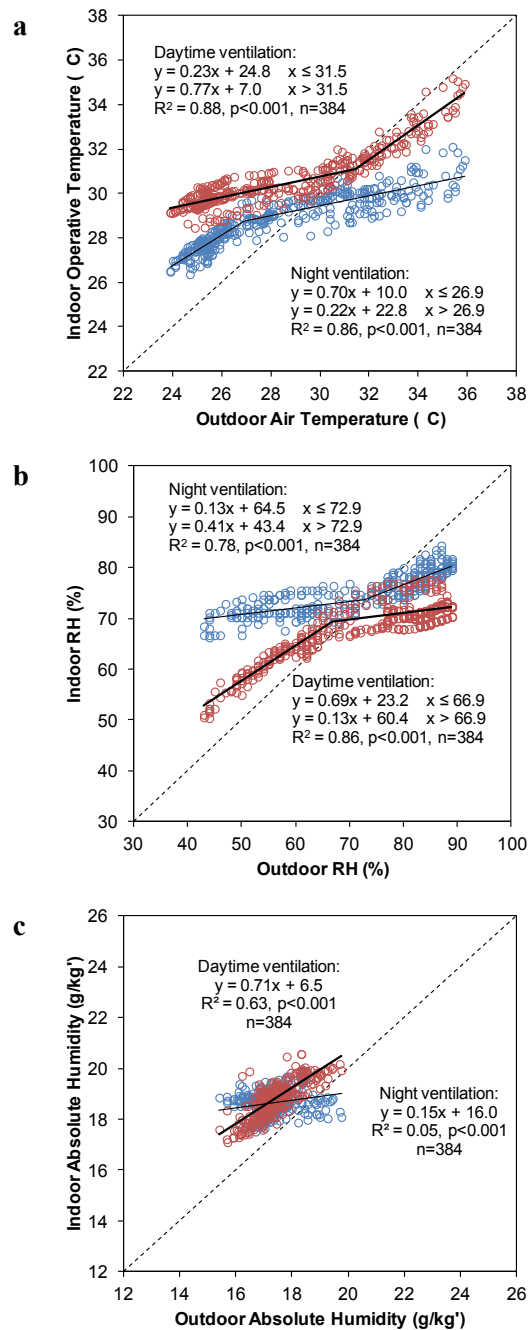 a
38
36
34
32
30
28
26
24
22
Indoor Operative Temperature ( C)
Daytime ventilation:
y = 0.23x + 24.8 x ≤ 31.5
y = 0.77x + 7.0 x > 31.5
R² = 0.88, p<0.001, n=384
Night ventilation:
y = 0.70x + 10.0 x ≤ 26.9
y = 0.22x + 22.8 x > 26.9
R² = 0.86, p<0.001, n=384
22 24 26 28 30 32 34 36 38
Outdoor Air Temperature ( C)
b
100
90
80
70
60
50
40
30
Indoor RH (%)
Night ventilation:
y = 0.13x + 64.5 x ≤ 72.9
y = 0.41x + 43.4 x > 72.9
R² = 0.78, p<0.001, n=384
Daytime ventilation:
y = 0.69x + 23.2 x ≤ 66.9
y = 0.13x + 60.4 x > 66.9
R² = 0.86, p<0.001, n=384
30 40 50 60 70 80 90 100
Outdoor RH (%)
c
26
24
22
20
18
16
14
12
Indoor Absolute Humidity (g/kg')
Daytime ventilation:
y = 0.71x + 6.5
R² = 0.63, p<0.001
n=384
Night ventilation:
y = 0.15x + 16.0
R² = 0.05, p<0.001
n=384
12 14 16 18 20 22 24 26
Outdoor Absolute Humidity (g/kg')